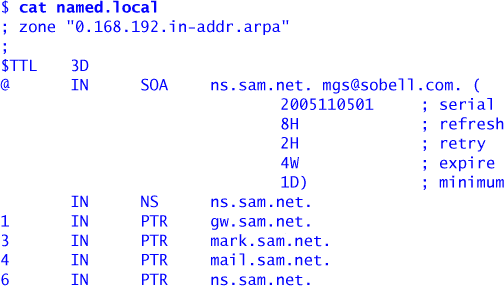 $ cat named.local
; zone "0.168.192.in-addr.arpa"
;
$TTL 3D
@ IN SOA ns.sam.net. mgs@sobell.com. (
2005110501 ; serial
8H ; refresh
2H ; retry
4W ; expire
1D) ; minimum
IN NS ns.sam.net.
1 IN PTR gw.sam.net.
3 IN PTR mark.sam.net.
4 IN PTR mail.sam.net.
6 IN PTR ns.sam.net.